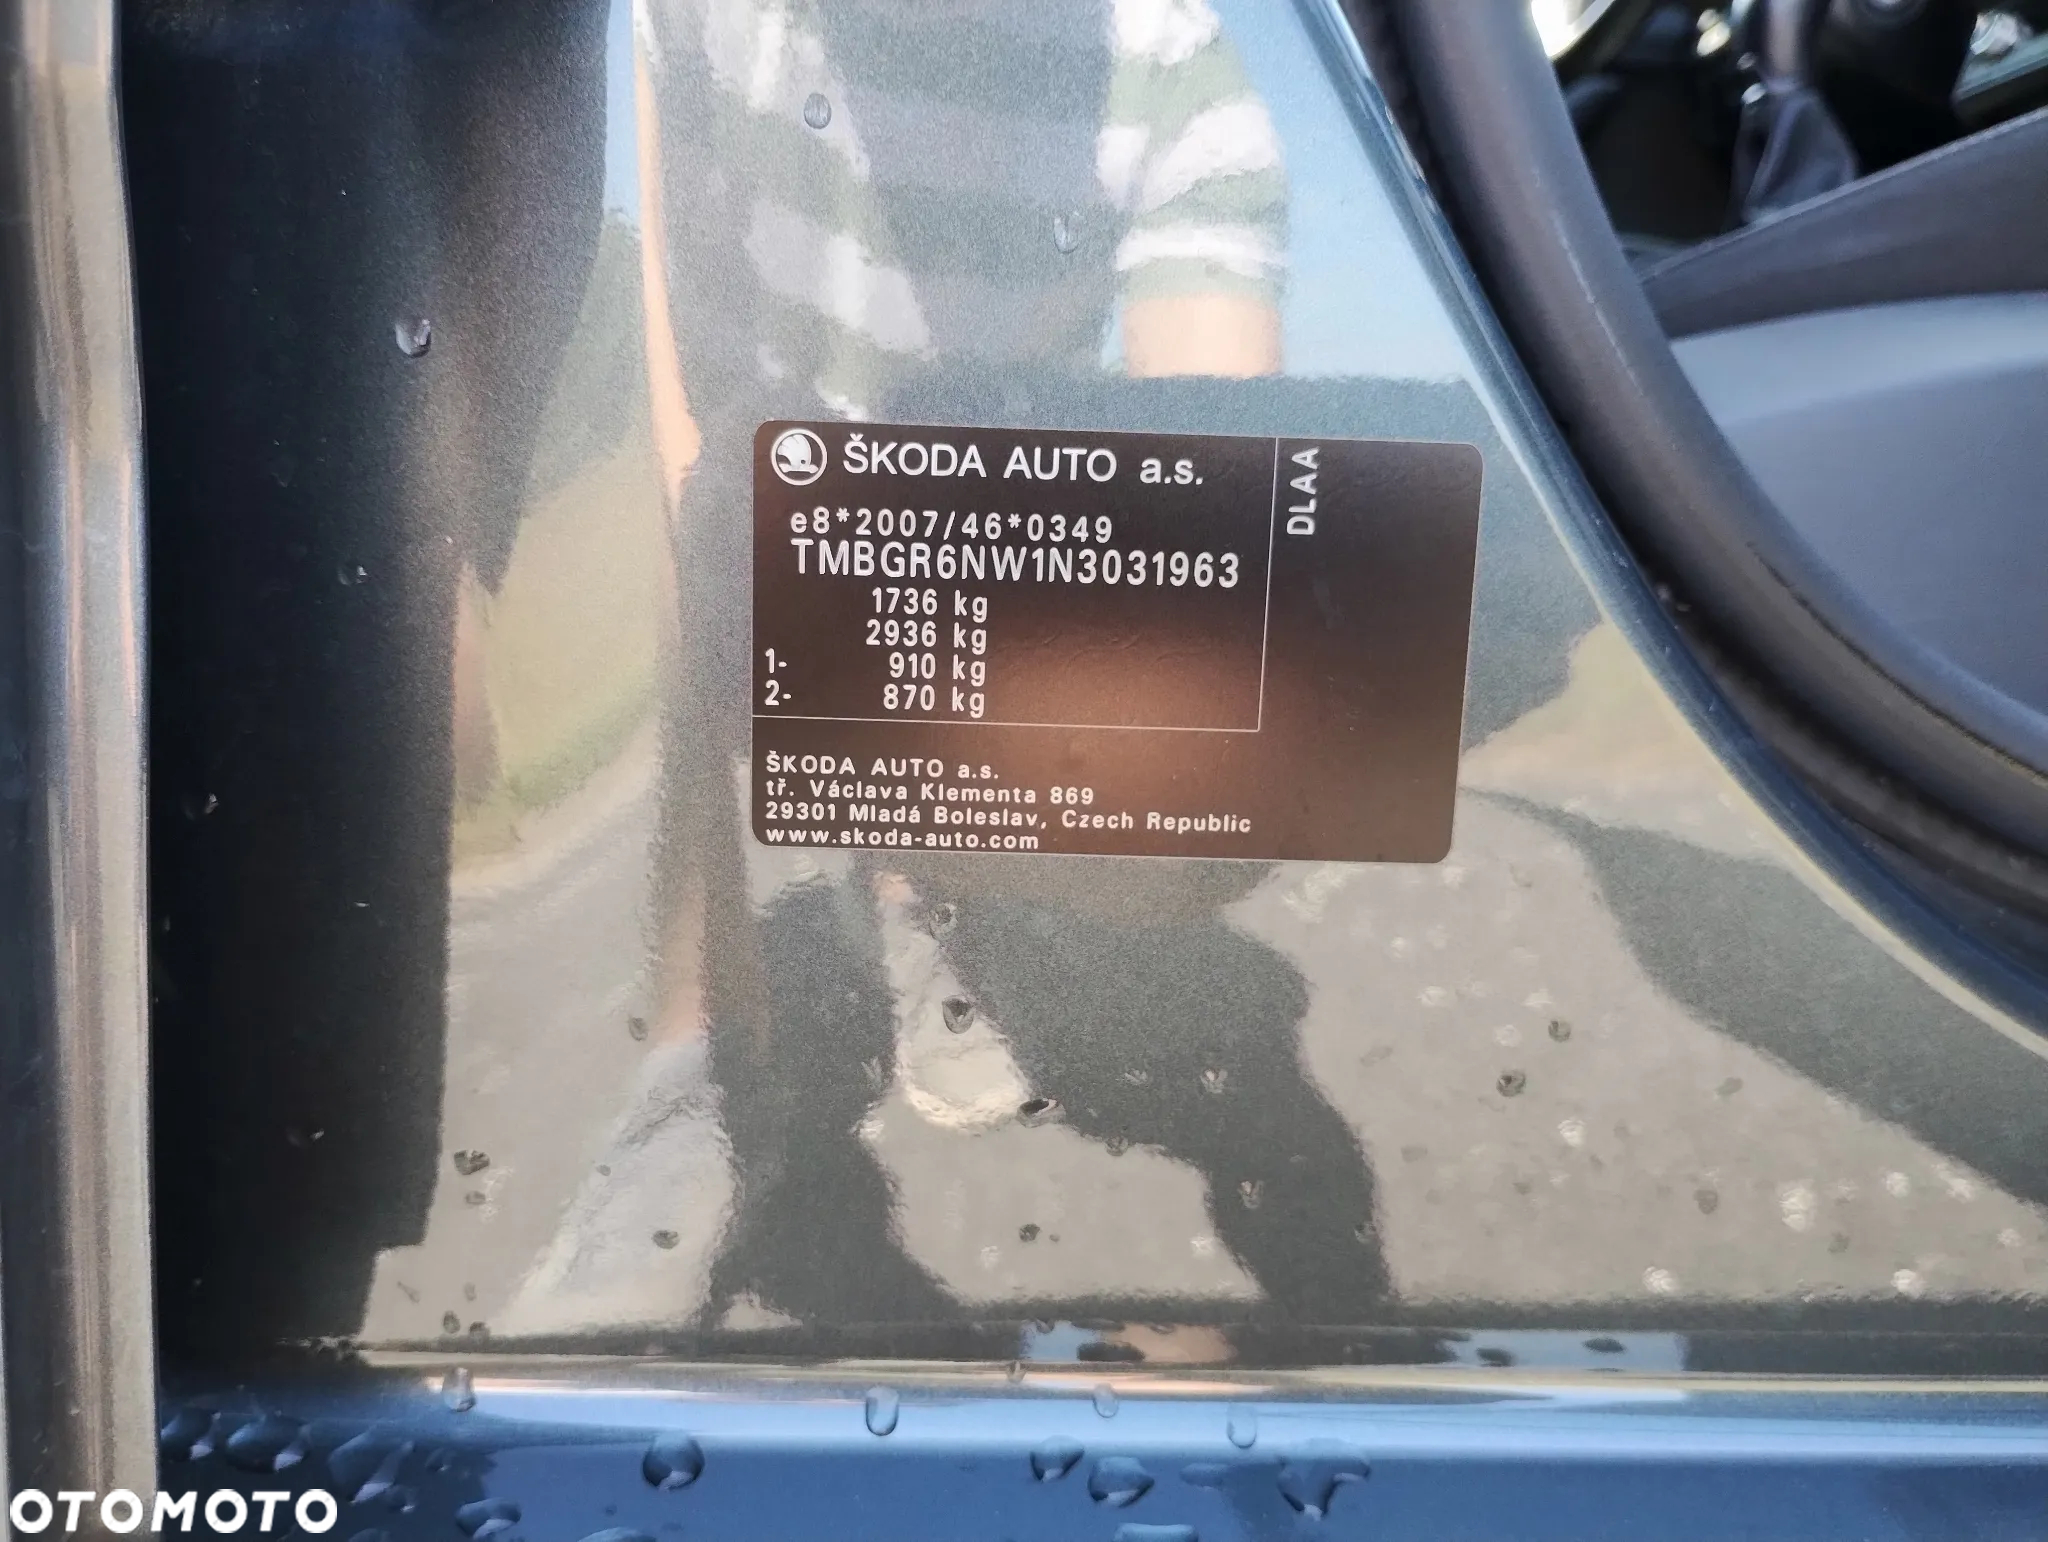 ŠKODA AUTO a.s.
DLAA
e8*2007/46*0349
TMBGR6NW1N3031963
1736 kg
2936 kg
1- 910 kg
2- 870 kg
ŠKODA AUTO a.s.
tř. Václava Klementa 869
29301 Mladá Boleslav, Czech Republic
www.skoda-auto.com
OTOMOTO